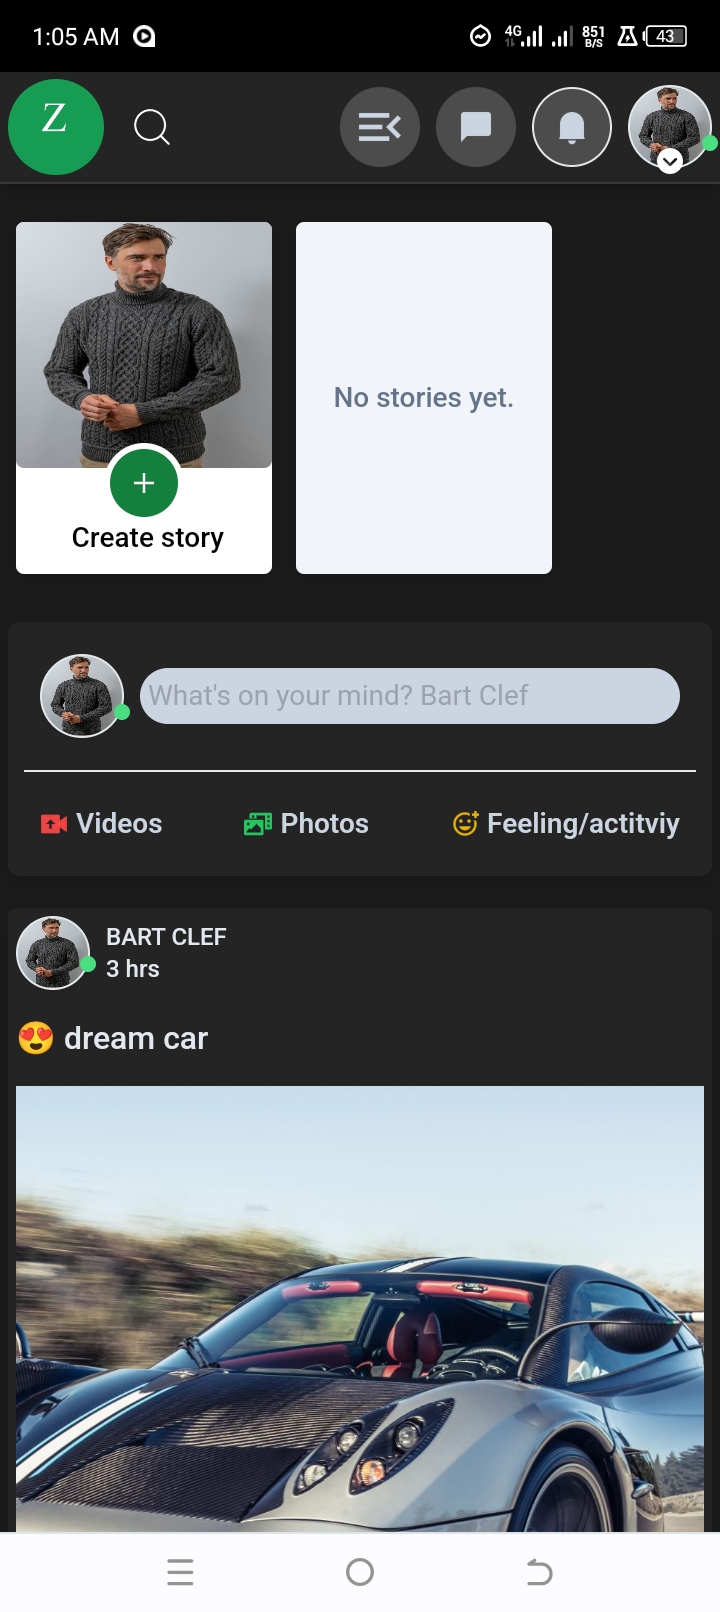 1:05 AM
4G
851
B/S
43
Z
No stories yet.
Create story
What's on your mind? Bart Clef
Videos
Photos
Feeling/actitviy
BART CLEF
3 hrs
😍 dream car